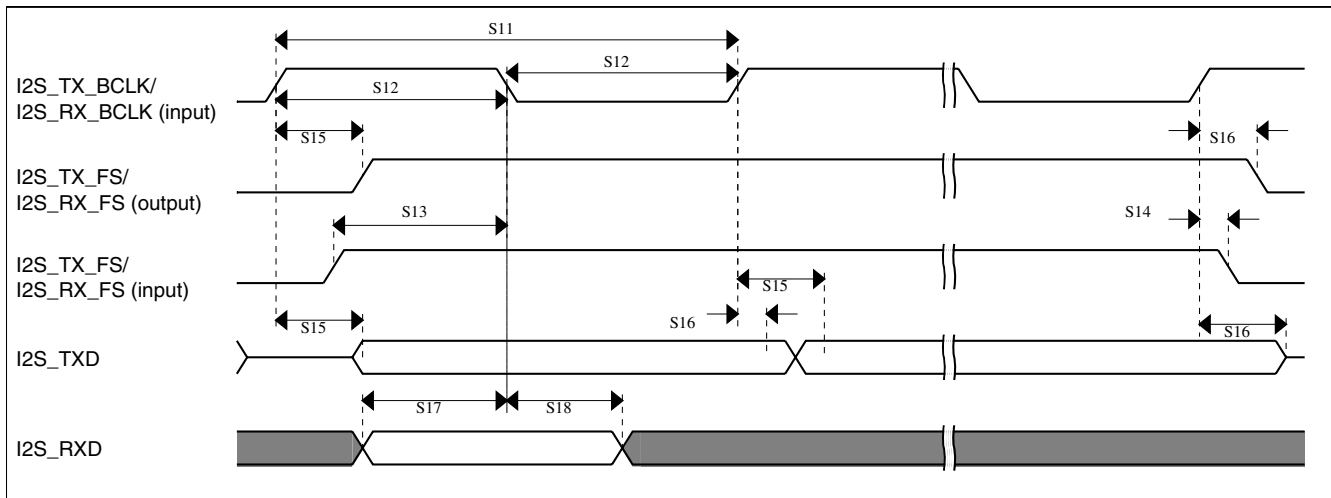 S11
I2S_TX_BCLK/
I2S_RX_BCLK (input)
S12
S12
S15
S16
I2S_TX_FS/
I2S_RX_FS (output)
S13
S14
I2S_TX_FS/
I2S_RX_FS (input)
S15
S15
S16
S16
I2S_TXD
S17
S18
I2S_RXD